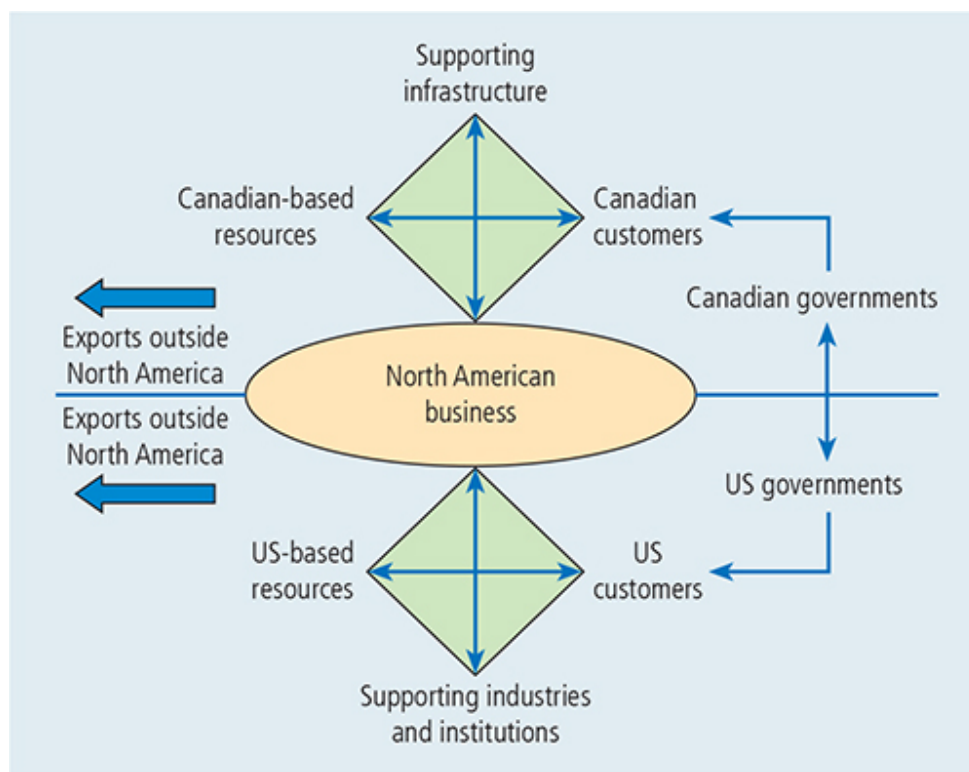 Supporting
infrastructure
Canadian-based
resources
Canadian
customers
Canadian governments
Exports outside
North America
North American
business
Exports outside
North America
US governments
US-based
resources
US
customers
Supporting industries
and institutions